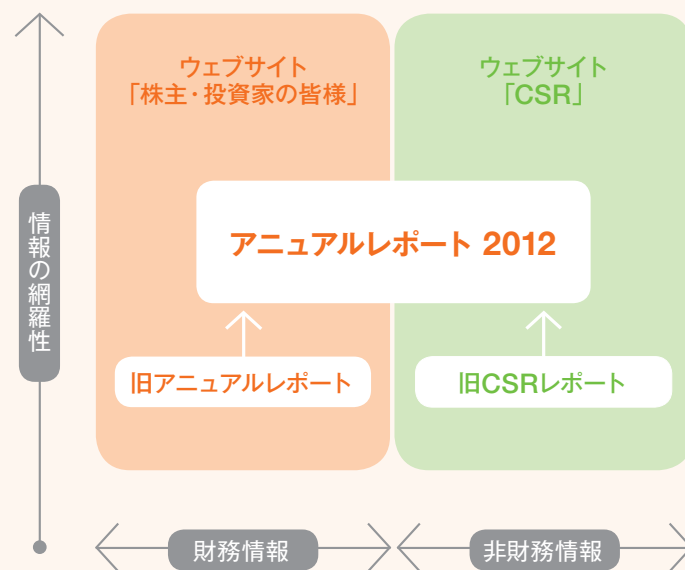 ウェブサイト
「株主・投資家の皆様」
ウェブサイト
「CSR」
情報の網羅性
アニュアルレポート 2012
旧アニュアルレポート
旧CSRレポート
財務情報
非財務情報